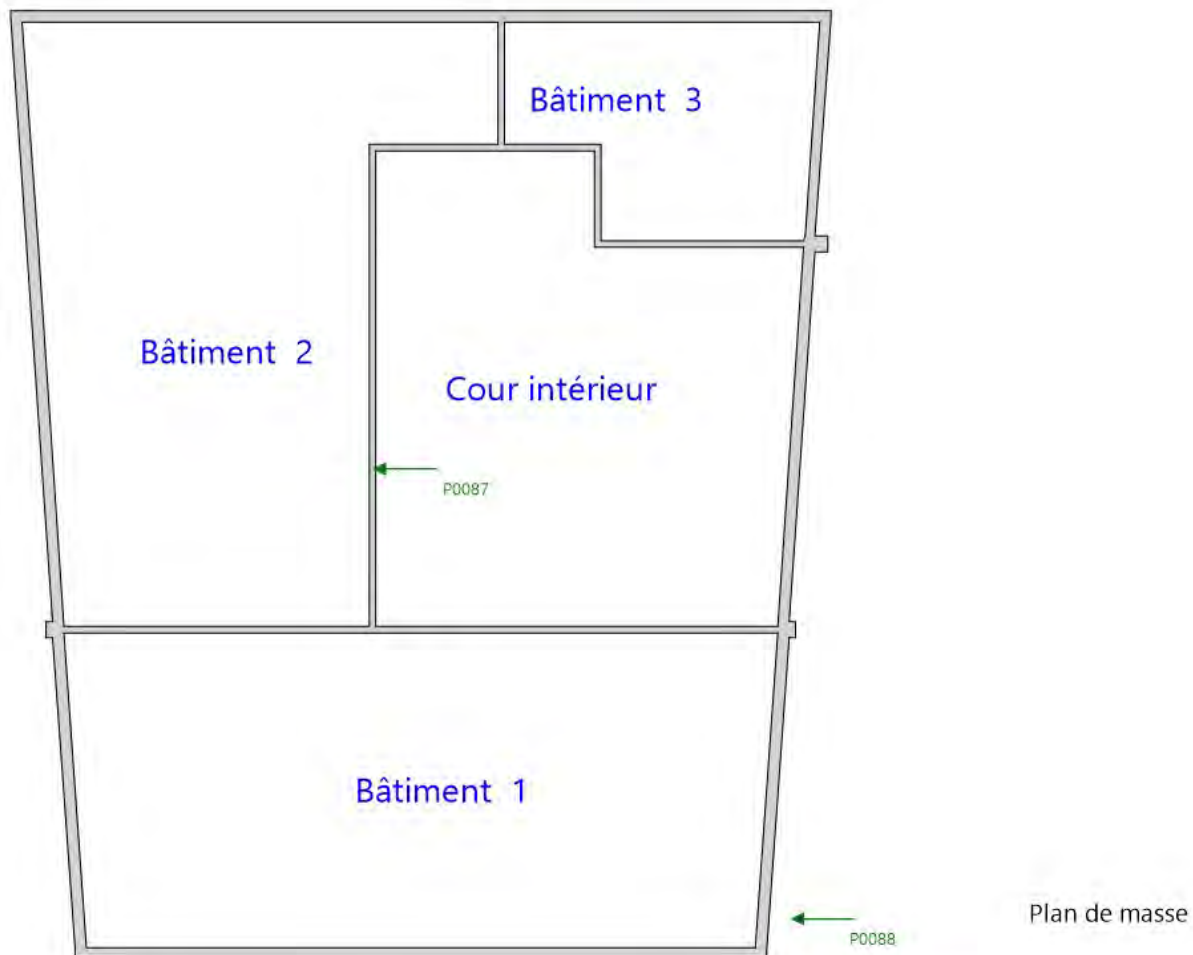 Bâtiment 3
Bâtiment 2
Cour intérieur
P0087
Bâtiment 1
Plan de masse
P0088